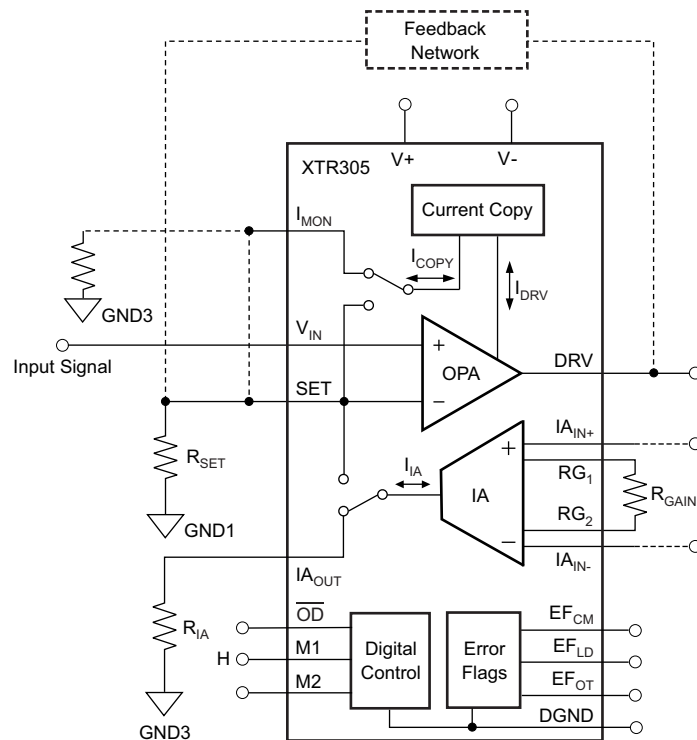 Feedback
Network
V+
V-
XTR305
I_MON
Current Copy
I_COPY
I_DRV
GND3
V_IN
Input Signal
+
OPA
DRV
SET
−
IA_IN+
R_SET
+
RG_1
I_IA
IA
R_GAIN
RG_2
GND1
−
IA_OUT
IA_IN-
R_IA
O̅D̅
EF_CM
H
M1
Digital
Control
Error
Flags
EF_LD
M2
EF_OT
DGND
GND3